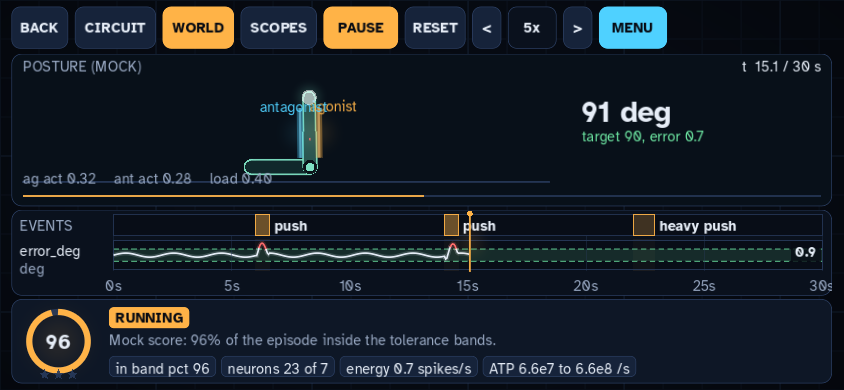 BACK CIRCUIT WORLD SCOPES PAUSE RESET < 5x > MENU
POSTURE (MOCK) t 15.1 / 30 s
antagonist agonist
91 deg
target 90, error 0.7
ag act 0.32 ant act 0.28 load 0.40
EVENTS push push heavy push
error_deg 0.9
deg
0s 5s 10s 15s 20s 25s 30s
RUNNING
96 Mock score: 96% of the episode inside the tolerance bands.
in band pct 96 neurons 23 of 7 energy 0.7 spikes/s ATP 6.6e7 to 6.6e8 /s